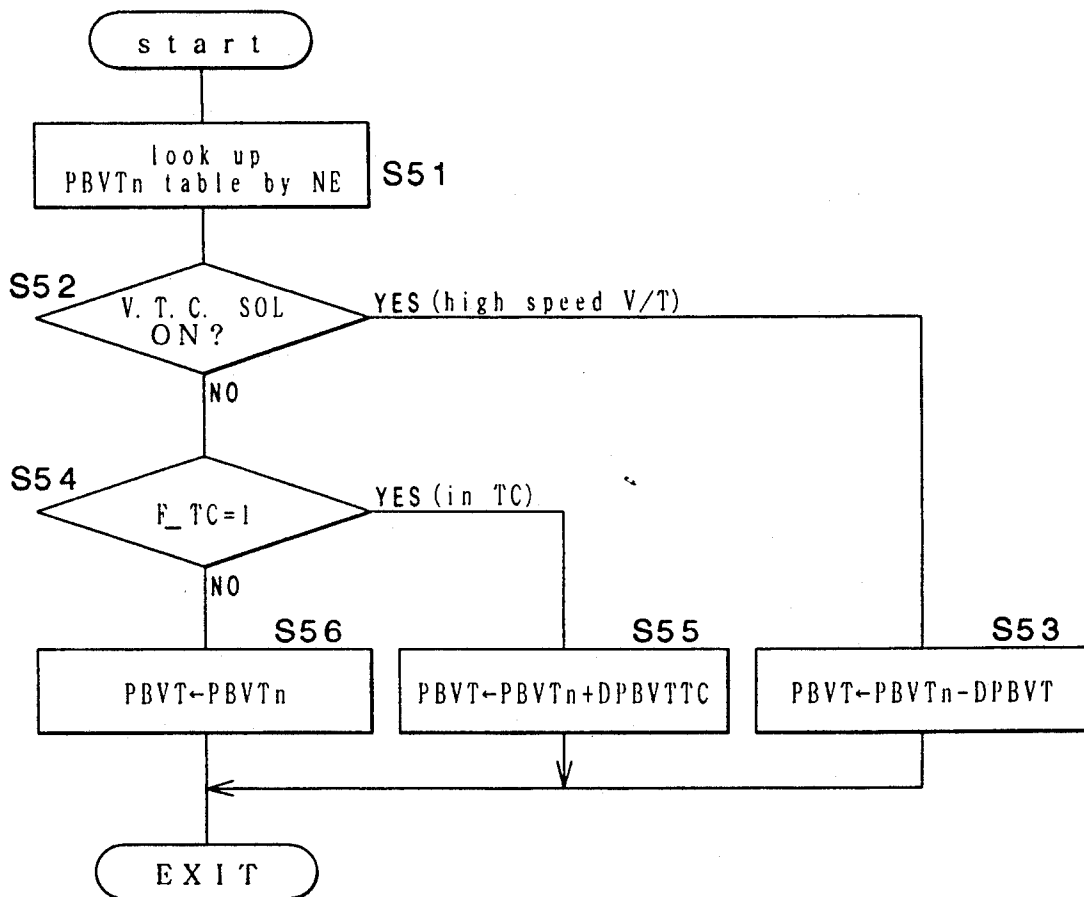 start
look up
PBVTn table by NE
S51
S52
V. T. C. SOL
ON?
YES (high speed V/T)
NO
S54
F_TC=1
YES (in TC)
NO
S56
S55
S53
PBVT←PBVTn
PBVT←PBVTn+DPBVTTC
PBVT←PBVTn-DPBVT
EXIT